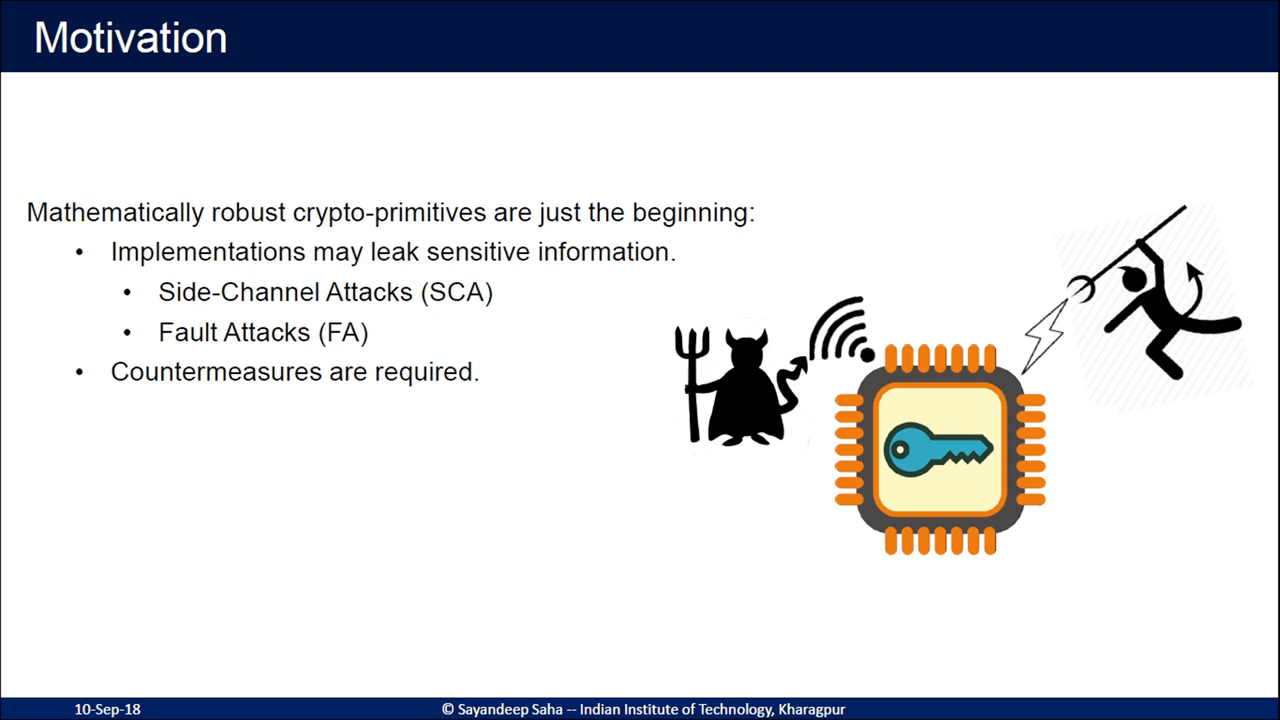 Motivation
Mathematically robust crypto-primitives are just the beginning:
• Implementations may leak sensitive information.
• Side-Channel Attacks (SCA)
• Fault Attacks (FA)
• Countermeasures are required.
10-Sep-18
© Sayandeep Saha -- Indian Institute of Technology, Kharagpur